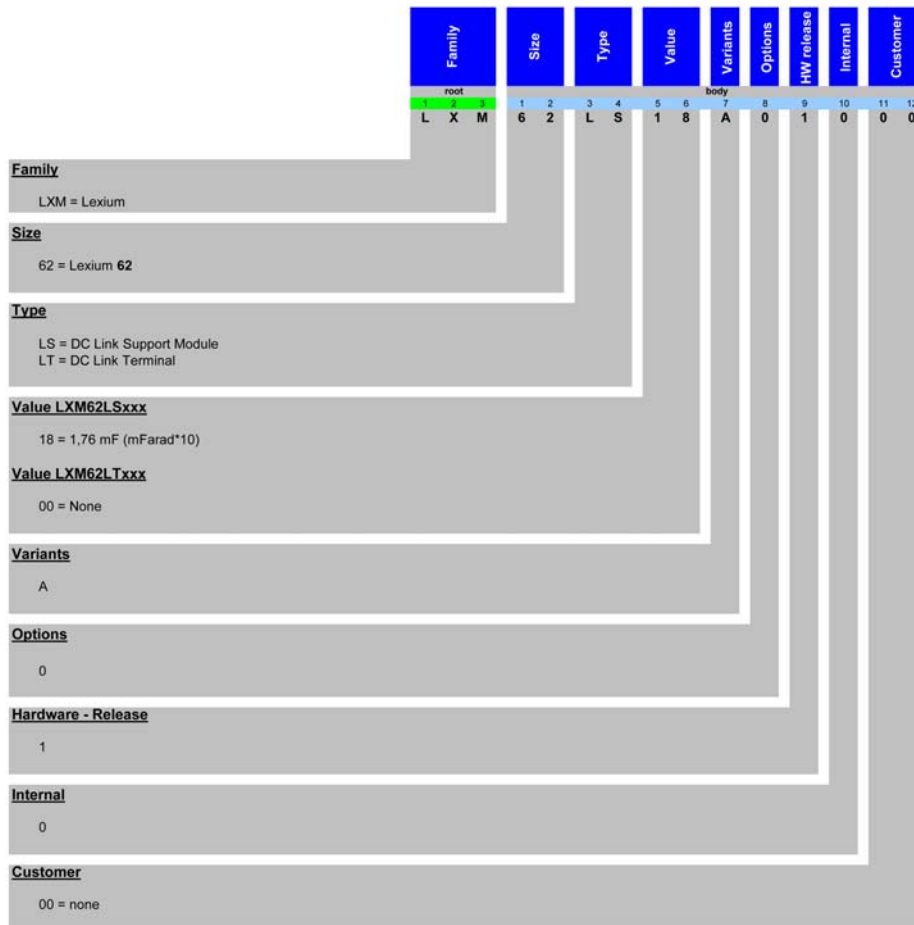 Family Size Type Value Variants Options HW release Internal Customer
root body
1 2 3 1 2 3 4 5 6 7 8 9 10 11 12
L X M 6 2 L S 1 8 A 0 1 0 0 0
Family
LXM = Lexium
Size
62 = Lexium 62
Type
LS = DC Link Support Module
LT = DC Link Terminal
Value LXM62LSxxx
18 = 1,76 mF (mFarad*10)
Value LXM62LTxxx
00 = None
Variants
A
Options
0
Hardware - Release
1
Internal
0
Customer
00 = none